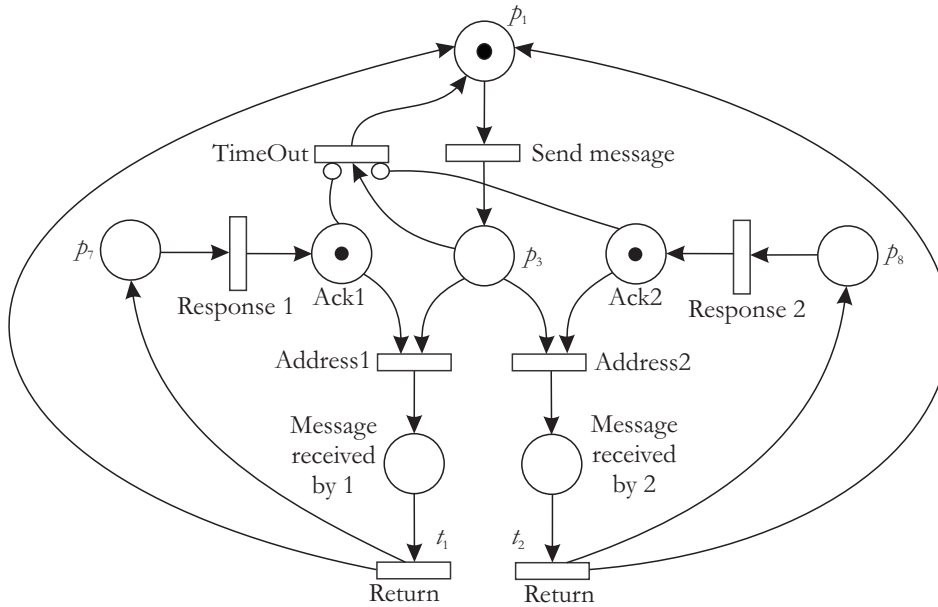 p₁
TimeOut
Send message
p₇
p₃
p₈
Response 1
Ack1
Ack2
Response 2
Address1
Address2
Message
received
by 1
Message
received
by 2
t₁
t₂
Return
Return